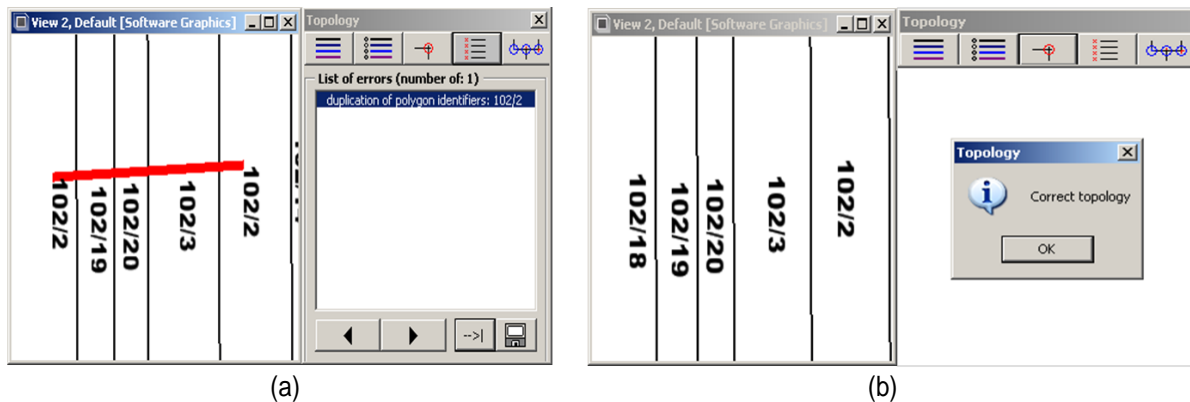 View 2, Default [Software Graphics]
Topology
List of errors (number of: 1)
duplication of polygon identifiers: 102/2
102/2
102/19
102/20
102/3
102/2
-->|
(a)
View 2, Default [Software Graphics]
Topology
102/18
102/19
102/20
102/3
102/2
Topology
Correct topology
OK
(b)